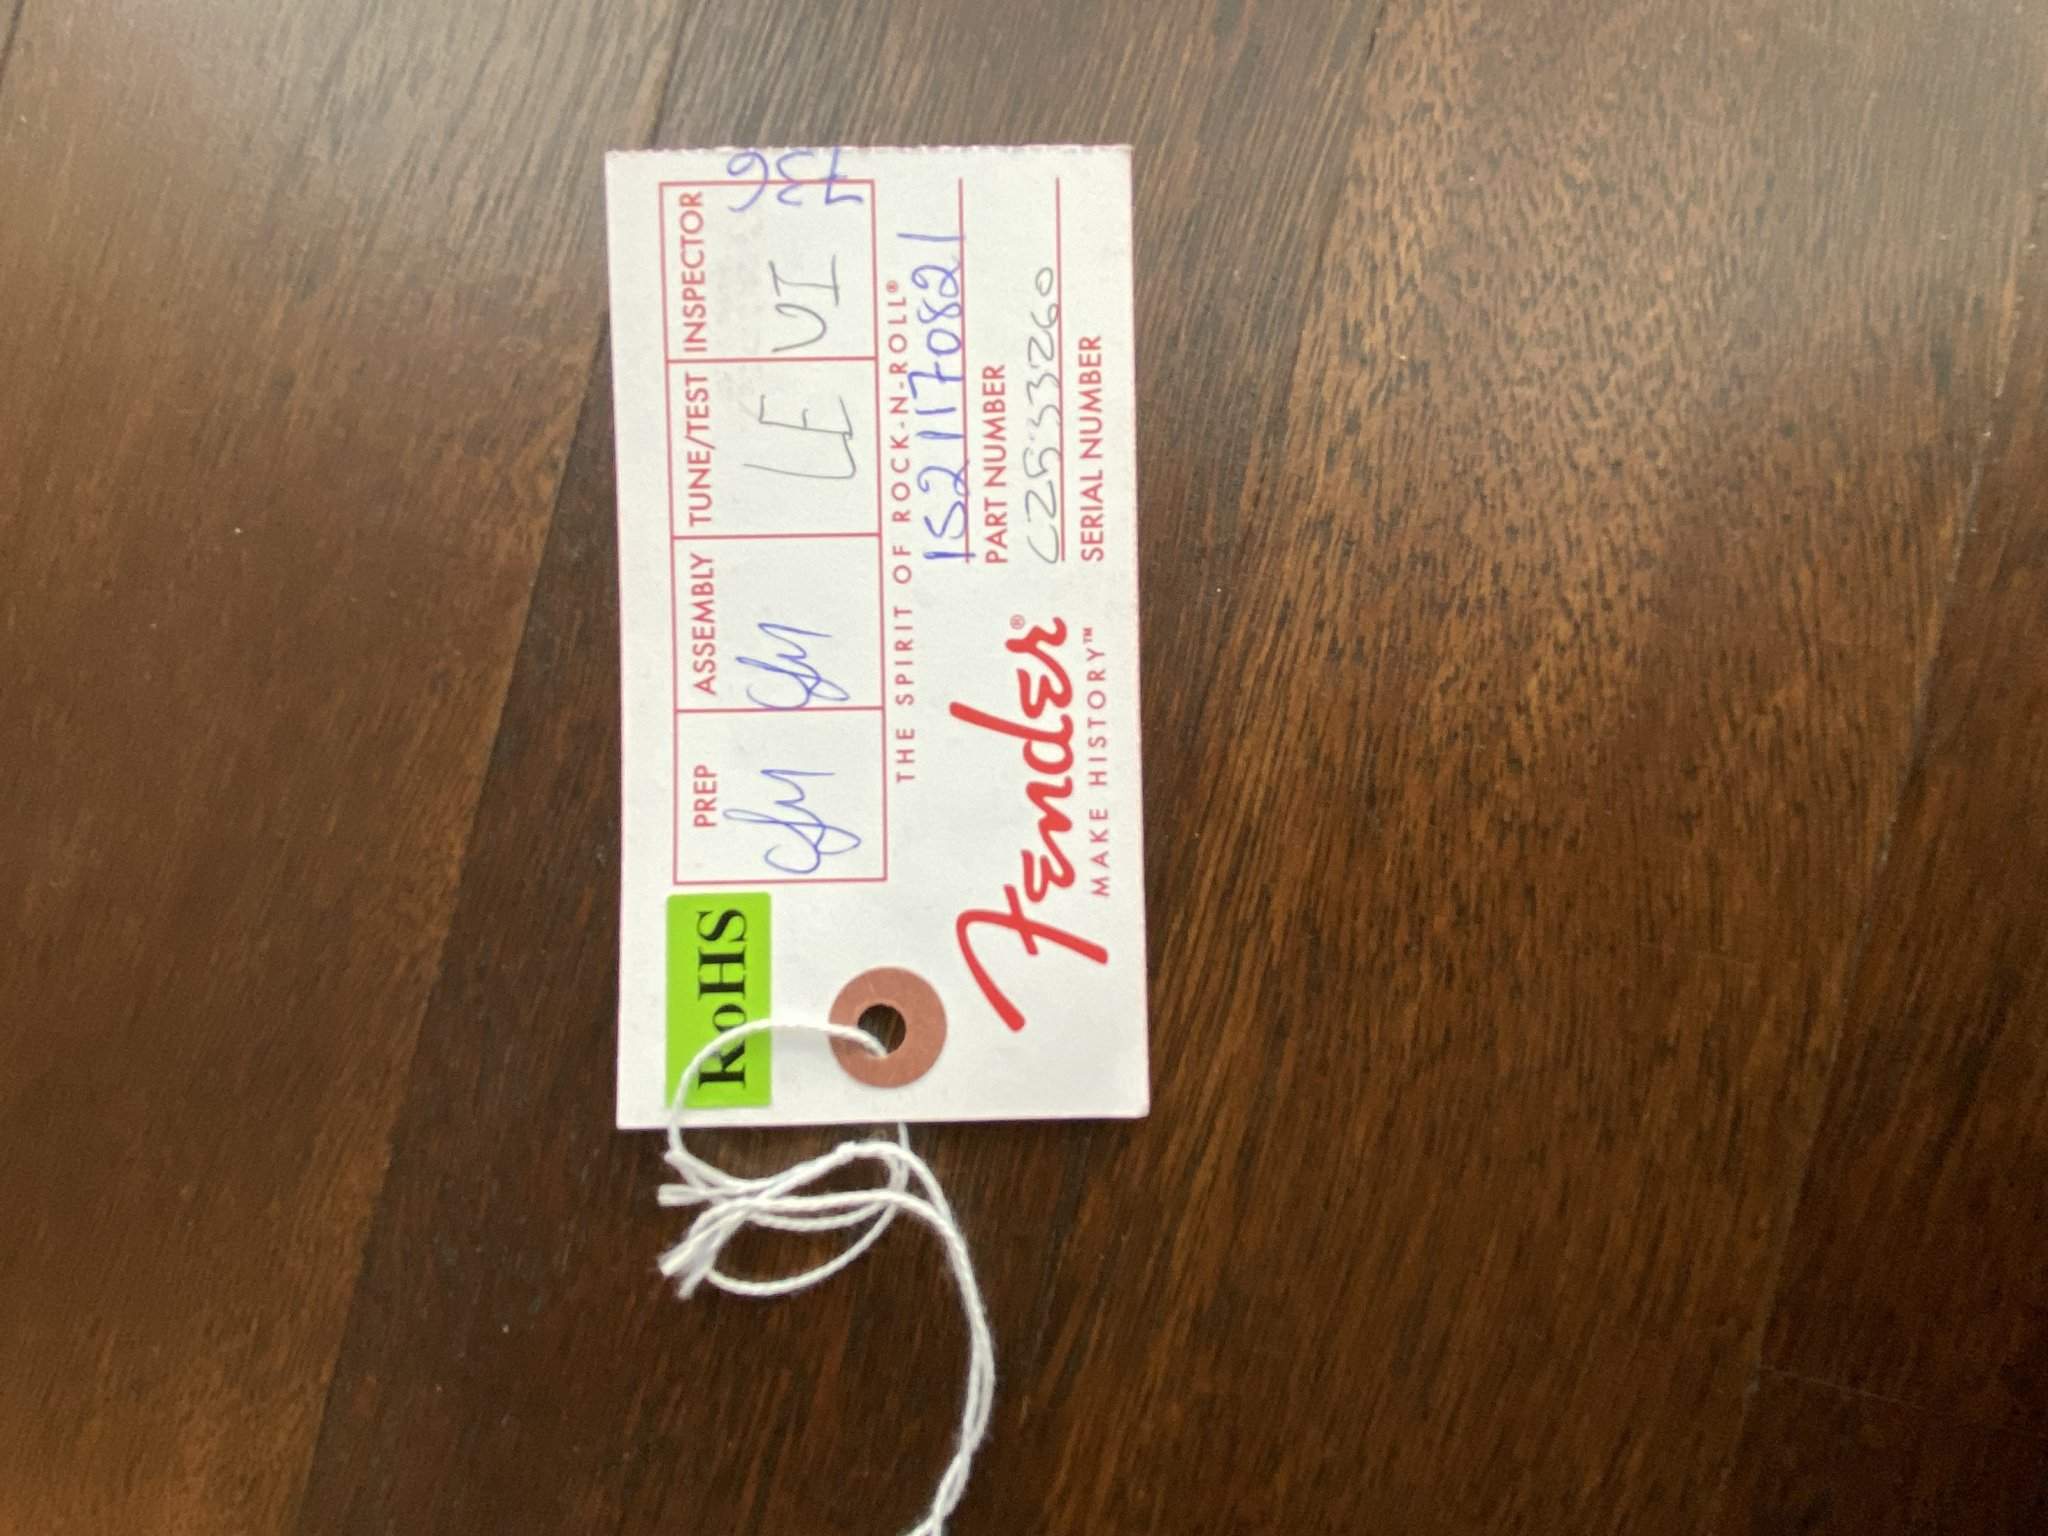 RoHS
PREP ASSEMBLY TUNE/TEST INSPECTOR
LE VI
736
THE SPIRIT OF ROCK-N-ROLL®
1521170821
PART NUMBER
Fender®
MAKE HISTORY™
SERIAL NUMBER